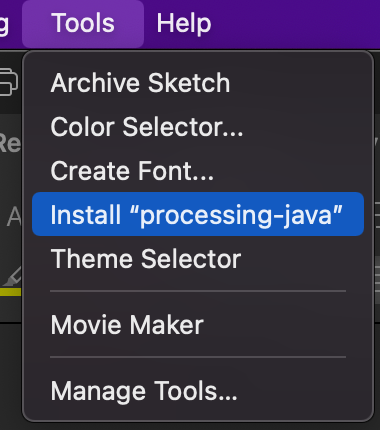 Tools Help
Archive Sketch
Color Selector...
Create Font...
Install “processing-java”
Theme Selector
Movie Maker
Manage Tools...